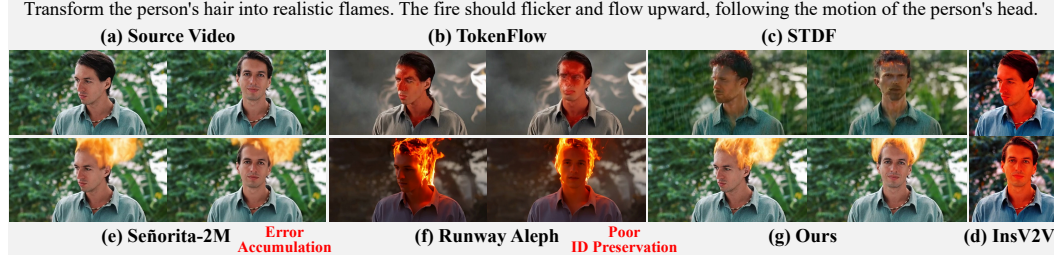 Transform the person's hair into realistic flames. The fire should flicker and flow upward, following the motion of the person's head.
(a) Source Video
(b) TokenFlow
(c) STDF
(e) Señorita-2M
Error
Accumulation
(f) Runway Aleph
Poor
ID Preservation
(g) Ours
(d) InsV2V